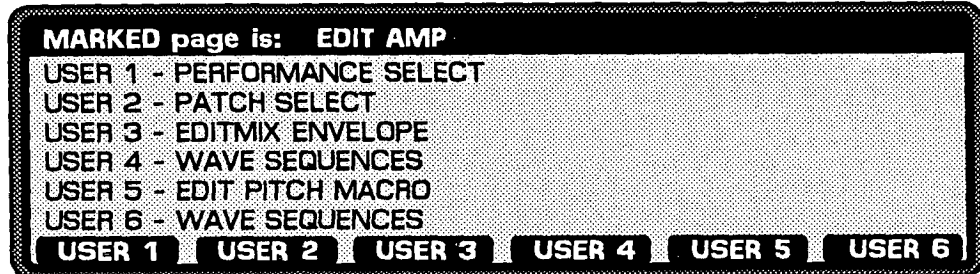 MARKED page is: EDIT AMP
USER 1 - PERFORMANCE SELECT
USER 2 - PATCH SELECT
USER 3 - EDITMIX ENVELOPE
USER 4 - WAVE SEQUENCES
USER 5 - EDIT PITCH MACRO
USER 6 - WAVE SEQUENCES
USER 1 USER 2 USER 3 USER 4 USER 5 USER 6